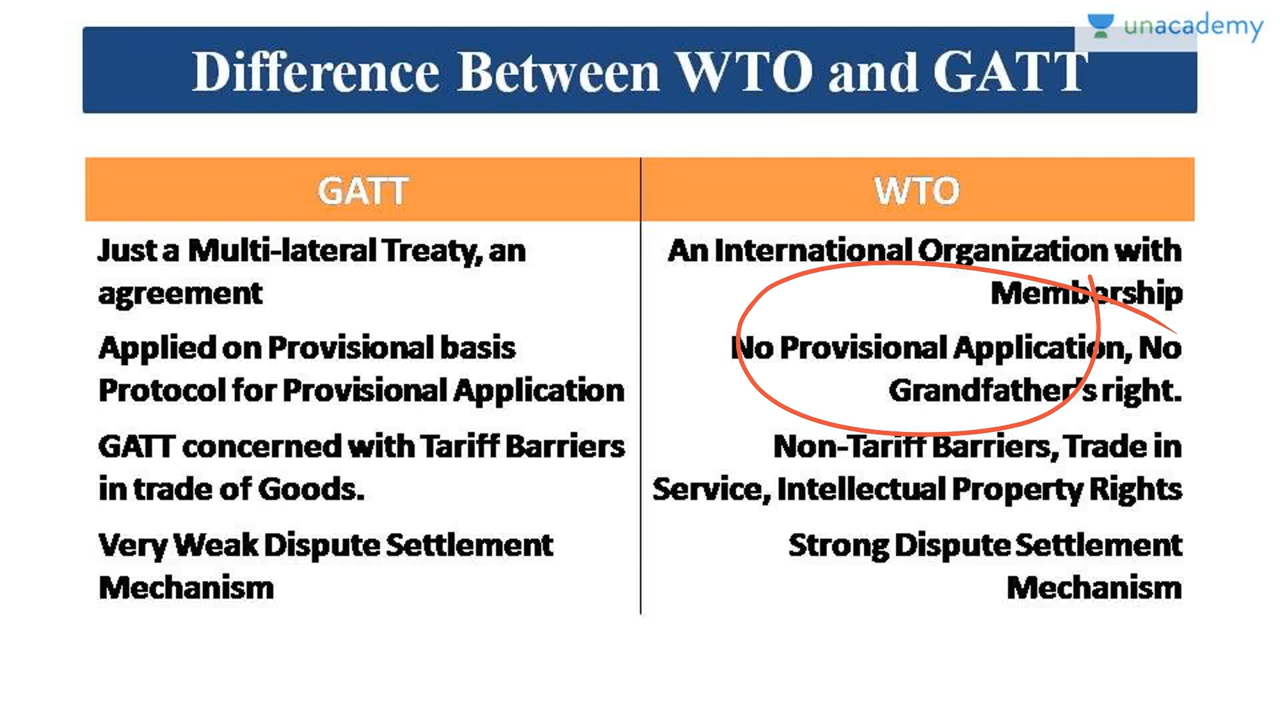 unacademy
Difference Between WTO and GATT
GATT
WTO
Just a Multi-lateral Treaty, an
agreement
An International Organization with
Membership
Applied on Provisional basis
Protocol for Provisional Application
No Provisional Application, No
Grandfather's right.
GATT concerned with Tariff Barriers
in trade of Goods.
Non-Tariff Barriers, Trade in
Service, Intellectual Property Rights
Very Weak Dispute Settlement
Mechanism
Strong Dispute Settlement
Mechanism